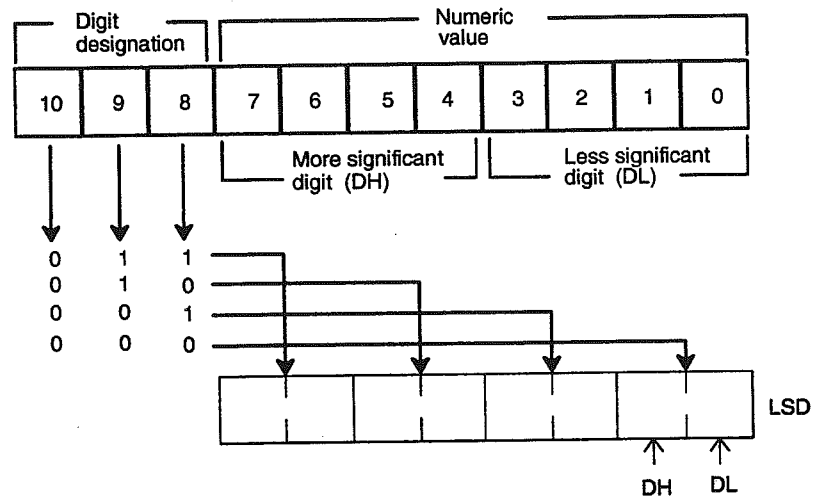 Digit
designation
Numeric
value
10 9 8 7 6 5 4 3 2 1 0
More significant
digit (DH)
Less significant
digit (DL)
0 1 1
0 1 0
0 0 1
0 0 0
LSD
DH DL